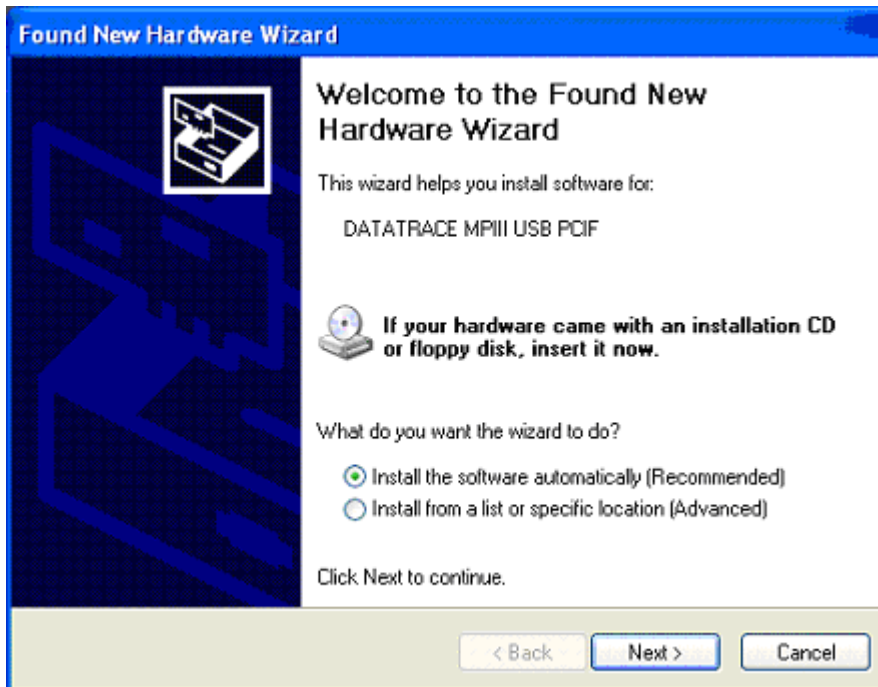 Found New Hardware Wizard
Welcome to the Found New
Hardware Wizard
This wizard helps you install software for:
DATATRACE MPIII USB PCIF
If your hardware came with an installation CD
or floppy disk, insert it now.
What do you want the wizard to do?
Install the software automatically (Recommended)
Install from a list or specific location (Advanced)
Click Next to continue.
< Back Next > Cancel